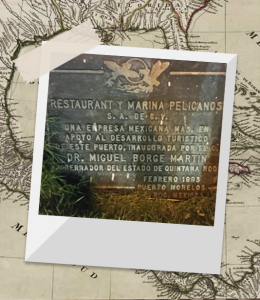 RESTAURANT Y MARINA PELICANOS
S. A. DE C. V.
UNA EMPRESA MEXICANA MAS, EN
APOYO AL DESARROLLO TURISTICO
DE ESTE PUERTO, INAUGURADA POR EL
DR. MIGUEL BORGE MARTIN
GOBERNADOR DEL ESTADO DE QUINTANA ROO
FEBRERO 1993
PUERTO MORELOS